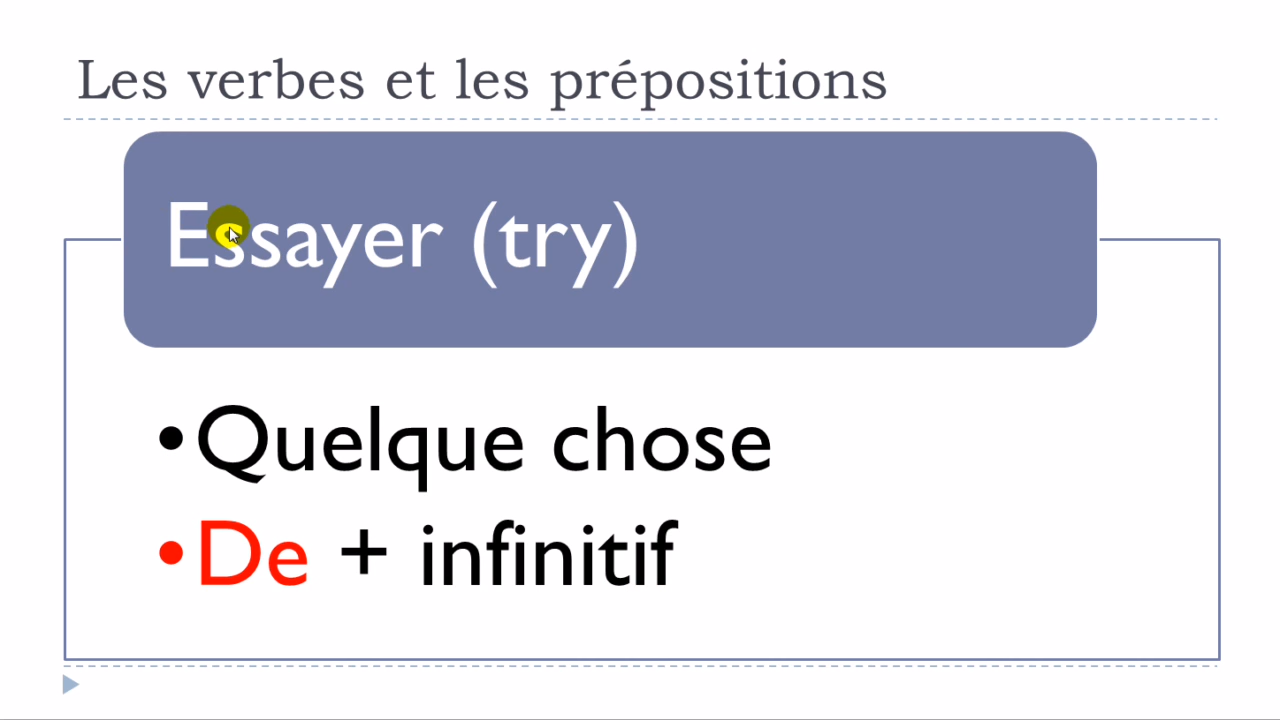 Les verbes et les prépositions
Essayer (try)
•Quelque chose
•De + infinitif